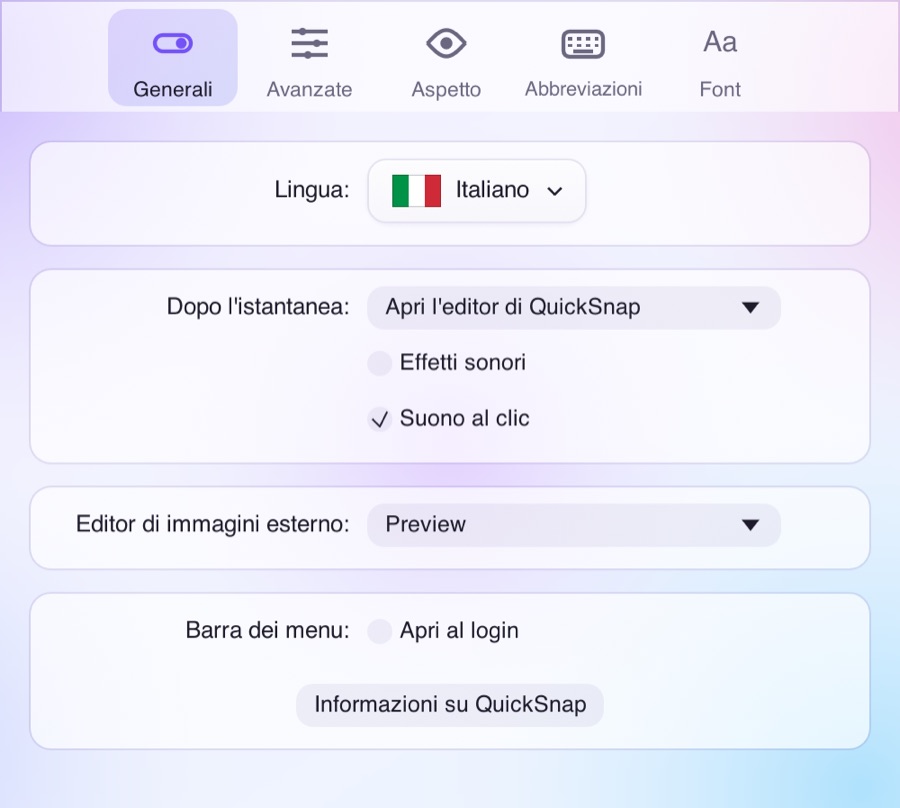 Generali
Avanzate
Aspetto
Abbreviazioni
Aa
Font
Lingua: Italiano
Dopo l'istantanea: Apri l'editor di QuickSnap
Effetti sonori
Suono al clic
Editor di immagini esterno: Preview
Barra dei menu: Apri al login
Informazioni su QuickSnap